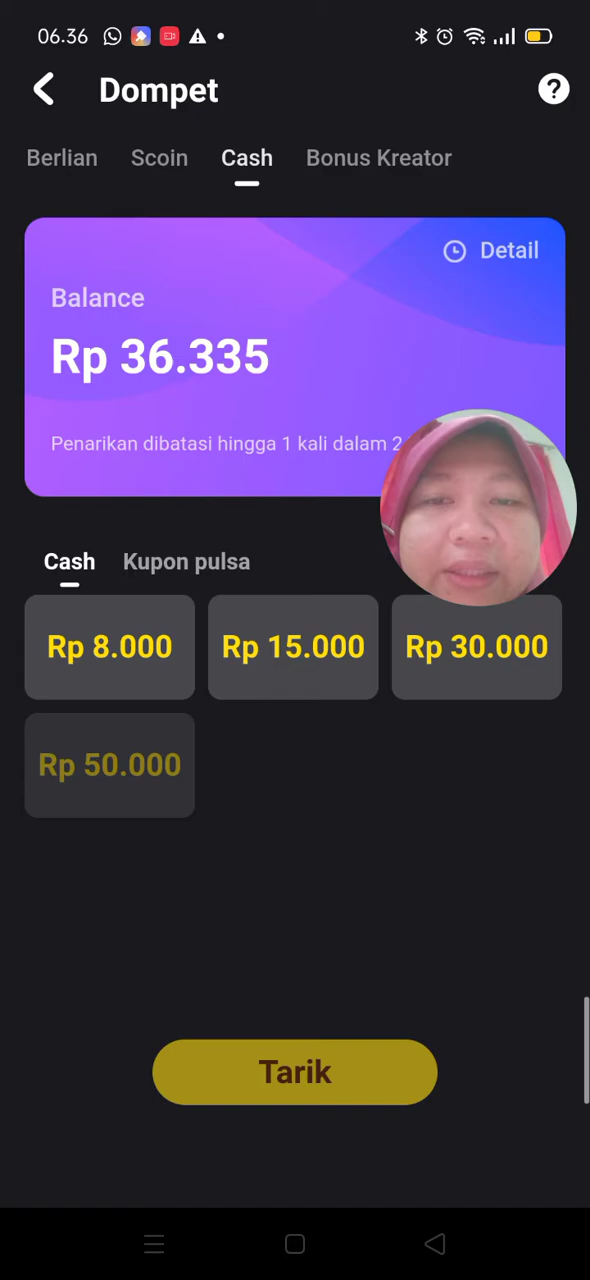 06.36
Dompet
Berlian Scoin Cash Bonus Kreator
Detail
Balance
Rp 36.335
Penarikan dibatasi hingga 1 kali dalam 2
Cash Kupon pulsa
Rp 8.000 Rp 15.000 Rp 30.000
Rp 50.000
Tarik